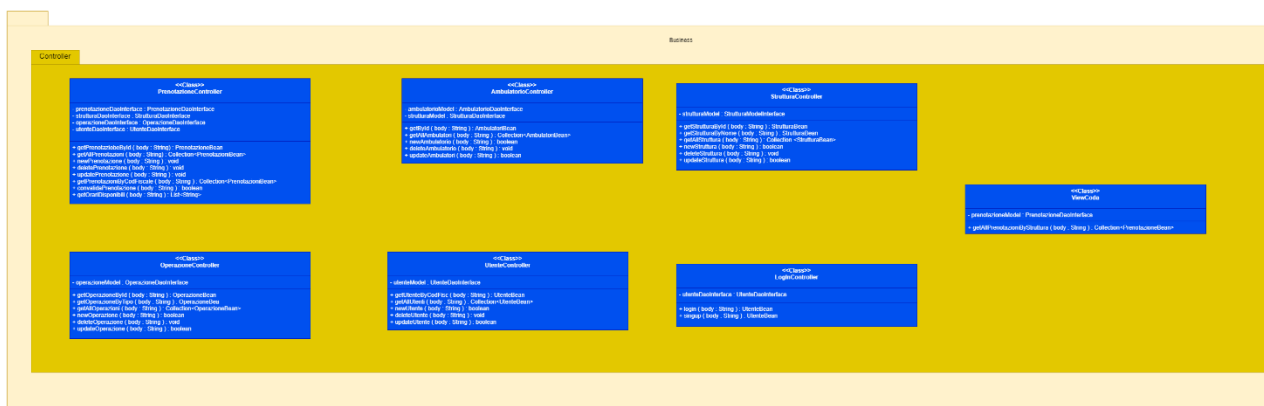 Business
Controller
<<Class>>
PrenotazioneController
- prenotazioneDaoInterface : PrenotazioneDaoInterface
- strutturaDaoInterface : StrutturaDaoInterface
- operazioneDaoInterface : OperazioneDaoInterface
- utenteDaoInterface : UtenteDaoInterface
+ getPrenotazioneById ( body : String) : PrenotazioneBean
+ getAllPrenotazioni ( body : String) : Collection<PrenotazioniBean>
+ newPrenotazione ( body : String ) : void
+ deletePrenotazione ( body : String ) : void
+ updatePrenotazione ( body : String ) : void
+ getPrenotazioniByCodFiscale ( body : String ) : Collection<PrenotazioniBean>
+ convalidaPrenotazione ( body : String ) : boolean
+ getOrariDisponibili ( body : String ) : List<String>
<<Class>>
AmbulatorioController
- ambulatorioModel : AmbulatorioDaoInterface
- strutturaModel : StrutturaDaoInterface
+ getById ( body : String ) : AmbulatoriBean
+ getAllAmbulatori ( body : String ) : Collection<AmbulatoriBean>
+ newAmbulatorio ( body : String ) : boolean
+ deleteAmbulatorio ( body : String ) : void
+ updateAmbulatori ( body : String ) : boolean
<<Class>>
StrutturaController
- strutturaModel : StrutturaModelInterface
+ getStrutturaById ( body : String ) : StrutturaBean
+ getStrutturaByNome ( body : String ) : StrutturaBean
+ getAllStruttura ( body : String ) : Collection <StrutturaBean>
+ newStruttura ( body : String ) : boolean
+ deleteStruttura ( body : String ) : void
+ updateStruttura ( body : String ) : boolean
<<Class>>
ViewCoda
- prenotazioneModel : PrenotazioneDaoInterface
+ getAllPrenotazioniByStruttura ( body : String ) : Collection<PrenotazioneBean>
<<Class>>
OperazioneController
- operazioneModel : OperazioneDaoInterface
+ getOperazioneById ( body : String ) : OperazioneBean
+ getOperazioneByTipo ( body : String ) :
+ getAllOperazioni ( body : String ) : Collection<OperazioneBean>
+ newOperazione ( body : String ) : boolean
+ deleteOperazione ( body : String ) : void
+ updateOperazione ( body : String ) : boolean
<<Class>>
UtenteController
- utenteModel : UtenteDaoInterface
+ getUtenteByCodFisc ( body : String ) : UtenteBean
+ getAllUtenti ( body : String ) : Collection<UtenteBean>
+ newUtente ( body : String ) : boolean
+ deleteUtente ( body : String ) : void
+ updateUtente ( body : String ) : boolean
<<Class>>
LoginController
- utenteDaoInterface : UtenteDaoInterface
+ login ( body : String ) : UtenteBean
+ singup ( body : String ) : UtenteBean